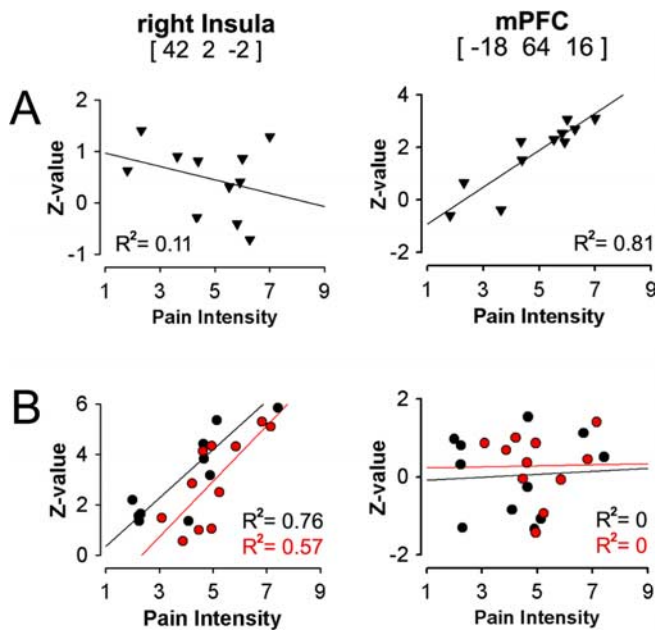 right Insula
[ 42 2 -2 ]
mPFC
[ -18 64 16 ]
A
Z-value
2
1
0
-1
R²= 0.11
1 3 5 7 9
Pain Intensity
Z-value
4
2
0
-2
R²= 0.81
1 3 5 7 9
Pain Intensity
B
Z-value
6
4
2
0
R²= 0.76
R²= 0.57
1 3 5 7 9
Pain Intensity
Z-value
2
0
-2
R²= 0
R²= 0
1 3 5 7 9
Pain Intensity